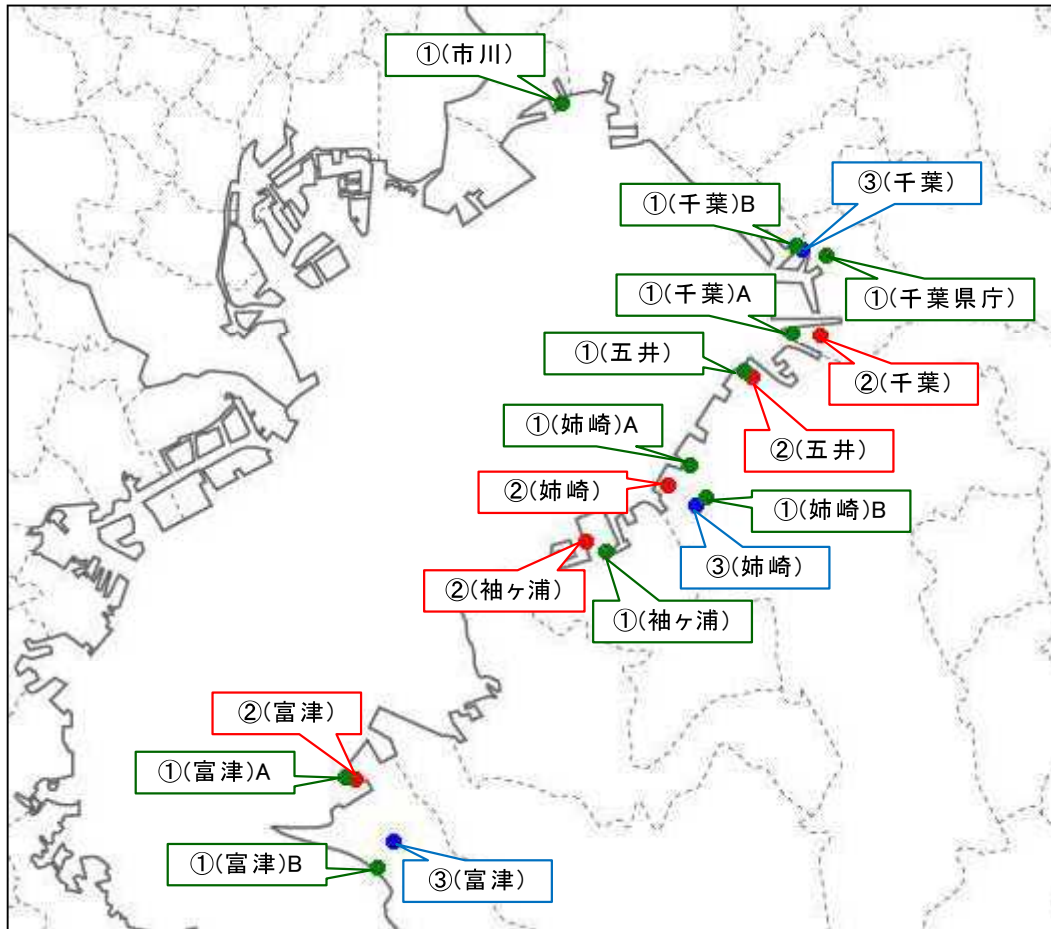 ①(市川)
③(千葉)
①(千葉)B
①(千葉県庁)
①(千葉)A
①(五井)
②(千葉)
①(姉崎)A
②(五井)
②(姉崎)
①(姉崎)B
③(姉崎)
②(袖ヶ浦)
①(袖ヶ浦)
②(富津)
①(富津)A
①(富津)B
③(富津)